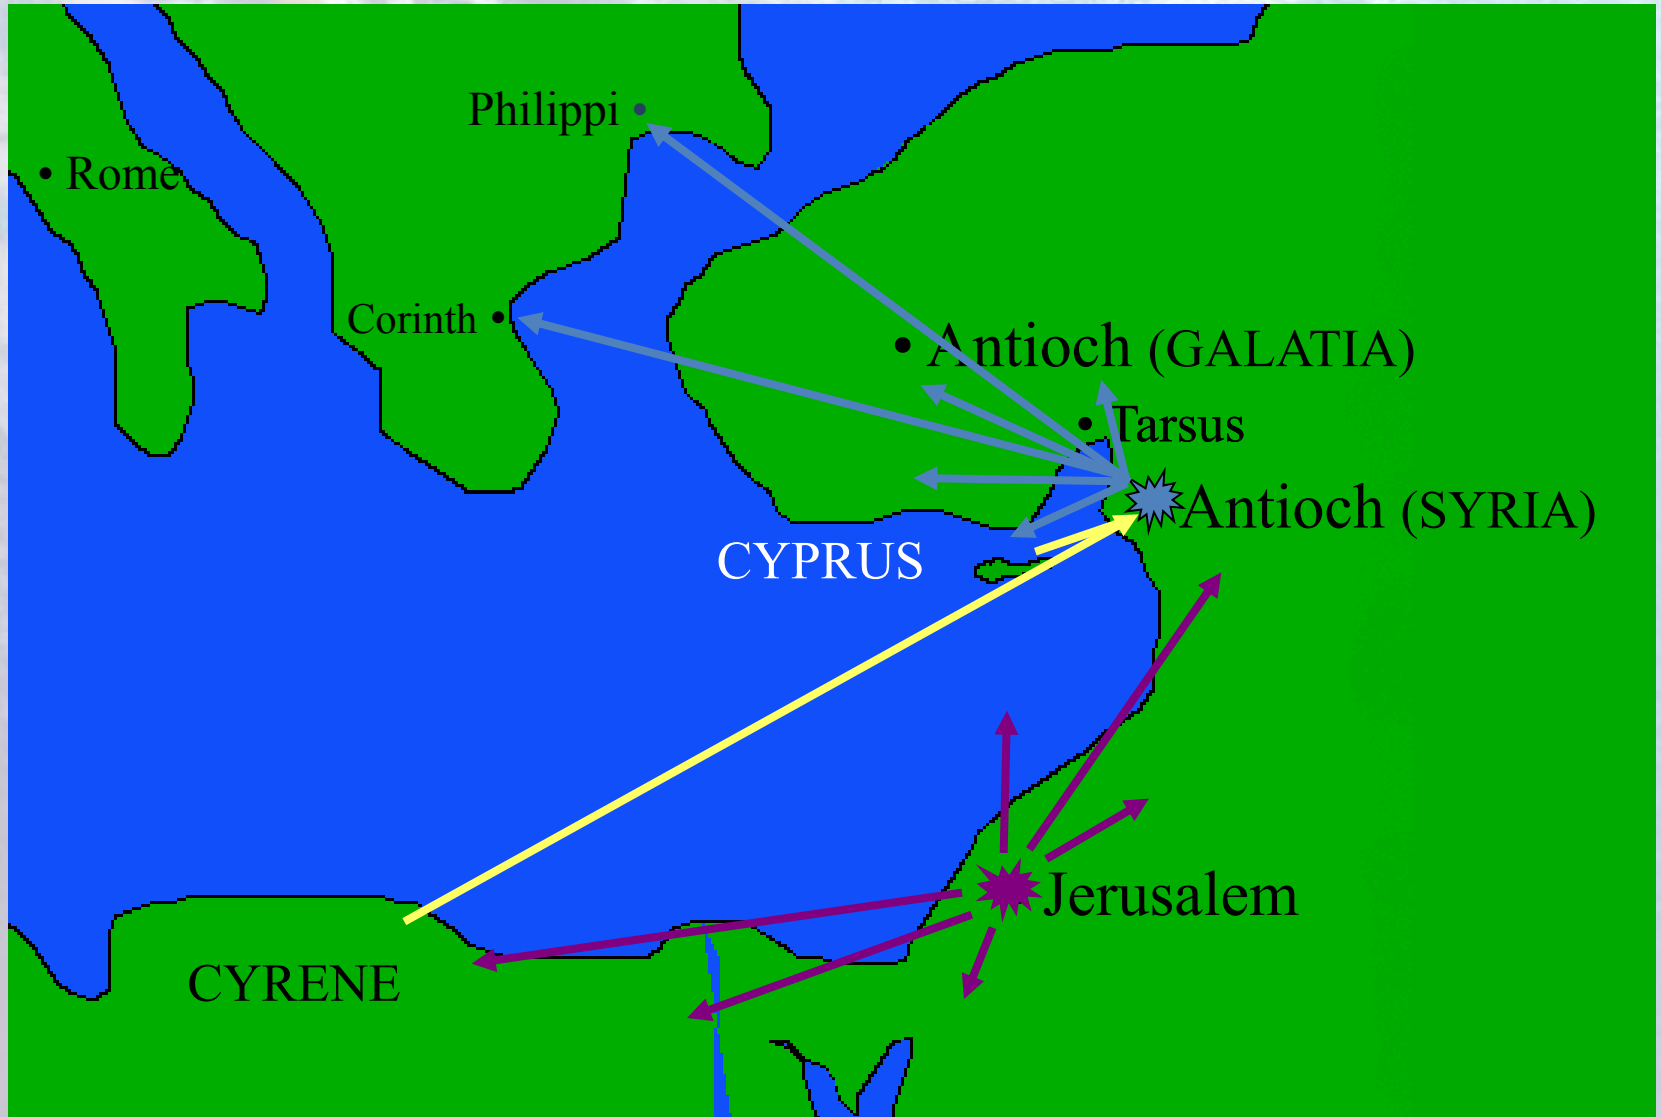 Philippi
Rome
Corinth
Antioch (GALATIA)
Tarsus
Antioch (SYRIA)
CYPRUS
Jerusalem
CYRENE